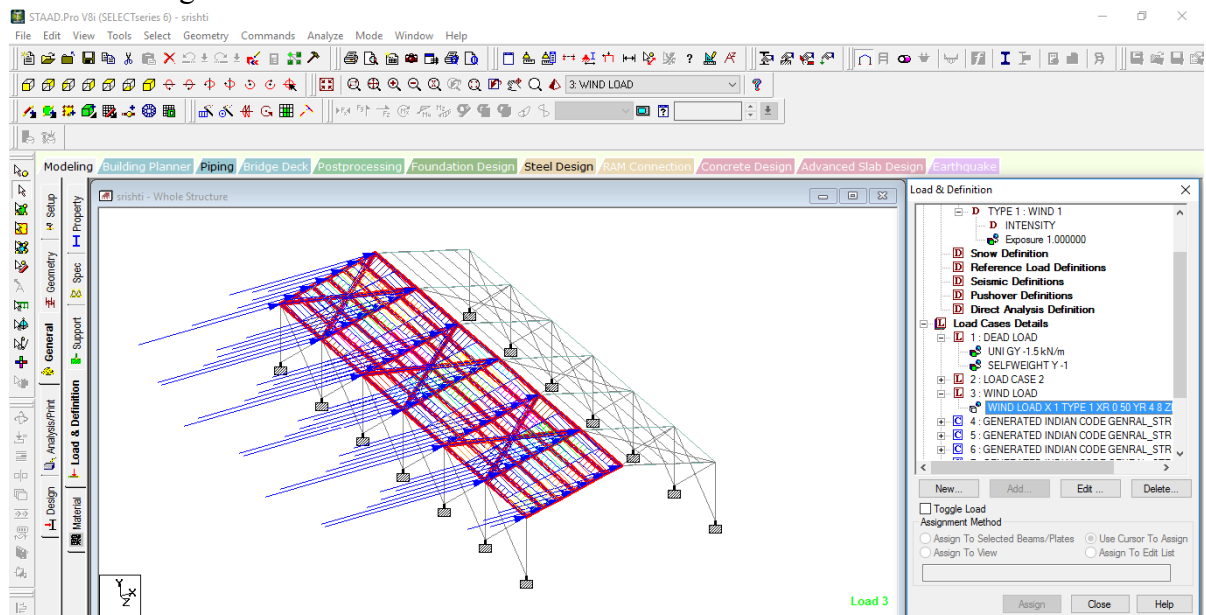 STAAD.Pro V8i (SELECTseries 6) - srishti
File Edit View Tools Select Geometry Commands Analyze Mode Window Help
3: WIND LOAD
Modeling Building Planner Piping Bridge Deck Postprocessing Foundation Design Steel Design RAM Connection Concrete Design Advanced Slab Design Earthquake
Setup
Geometry
General
Analysis/Print
Design
Property
Spec
Support
Load & Definition
Material
srishti - Whole Structure
Y
X
Z
Load 3
Load & Definition
D TYPE 1 : WIND 1
D INTENSITY
Exposure 1.000000
D Snow Definition
D Reference Load Definitions
D Seismic Definitions
D Pushover Definitions
D Direct Analysis Definition
L Load Cases Details
L 1 : DEAD LOAD
UNI GY -1.5 kN/m
SELFWEIGHT Y -1
L 2 : LOAD CASE 2
L 3 : WIND LOAD
WIND LOAD X 1 TYPE 1 XR 0 50 YR 4 8 Z
C 4 : GENERATED INDIAN CODE GENRAL_STR
C 5 : GENERATED INDIAN CODE GENRAL_STR
C 6 : GENERATED INDIAN CODE GENRAL_STR
New... Add... Edit ... Delete...
Toggle Load
Assignment Method
Assign To Selected Beams/Plates Use Cursor To Assign
Assign To View Assign To Edit List
Assign Close Help